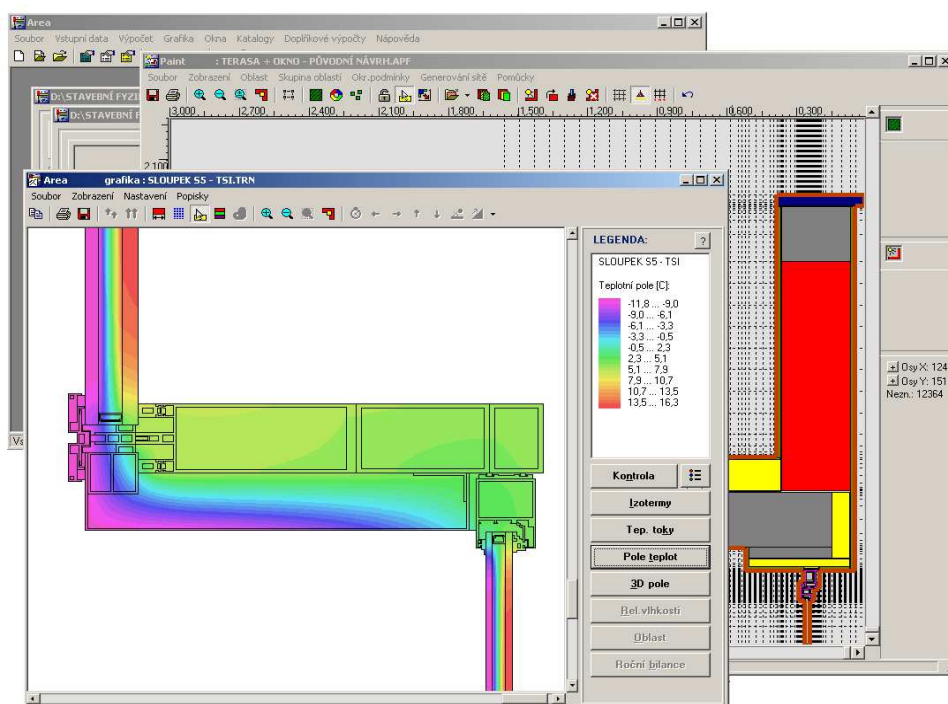 Area
Soubor Vstupní data Výpočet Grafika Okna Katalogy Doplňkové výpočty Nápověda
Paint : TERASA + OKNO - PŮVODNÍ NÁVRH.APF
Soubor Zobrazení Oblast Skupina oblastí Okr.podmínky Generování sítě Pomůcky
D:\STAVEBNÍ FYZI
D:\STAVEBNÍ F
3,000 2,700 2,400 2,100 1,800 1,500 1,200 0,900 0,600 0,300
2,100
Area grafika : SLOUPEK S5 - TSI.TRN
Soubor Zobrazení Nastavení Popisky
LEGENDA:
?
SLOUPEK S5 - TSI
Teplotní pole [C]:
-11,8 ... -9,0
-9,0 ... -6,1
-6,1 ... -3,3
-3,3 ... -0,5
-0,5 ... 2,3
2,3 ... 5,1
5,1 ... 7,9
7,9 ... 10,7
10,7 ... 13,5
13,5 ... 16,3
Kontrola
Izotermy
Tep. toky
Pole teplot
3D pole
Rel.vlhkosti
Oblast
Roční bilance
+ Osy X: 124
+ Osy Y: 151
Nezn.: 12364
Vs